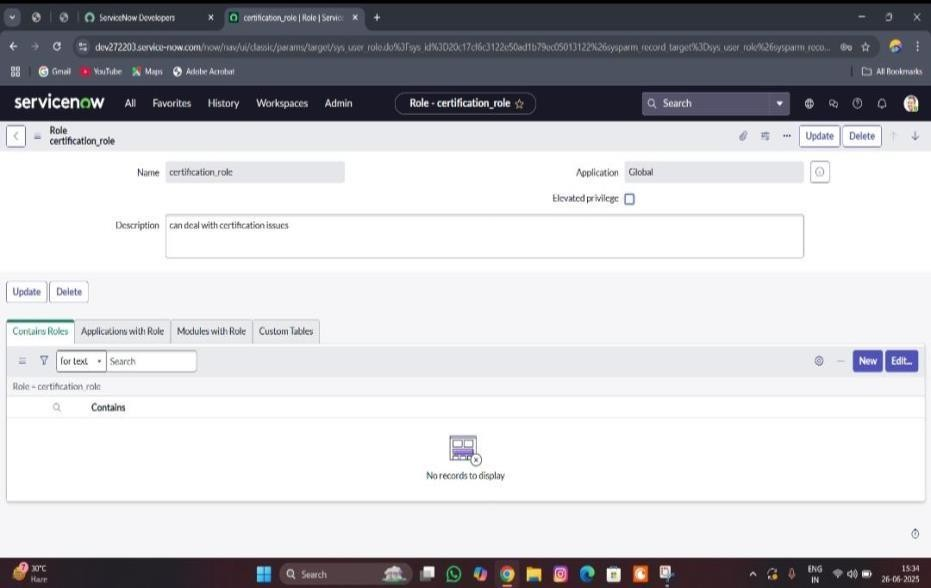 ServiceNow Developers
certification_role | Role | Servic
dev272203.service-now.com/now/nav/ui/classic/params/target/sys_user_role.do%3Fsys_id%3D20c17cf6c3122e50ad1b79ec05013122%26sysparm_record_target%3Dsys_user_role%26sysparm_reco...
Gmail YouTube Maps Adobe Acrobat All Bookmarks
servicenow All Favorites History Workspaces Admin Role - certification_role Search
Role
certification_role
Update Delete
Name certification_role Application Global
Elevated privilege
Description can deal with certification issues
Update Delete
Contains Roles Applications with Role Modules with Role Custom Tables
for text Search New Edit...
Role = certification_role
Contains
No records to display
30°C
Haze
Search
ENG
IN
15:34
26-06-2025